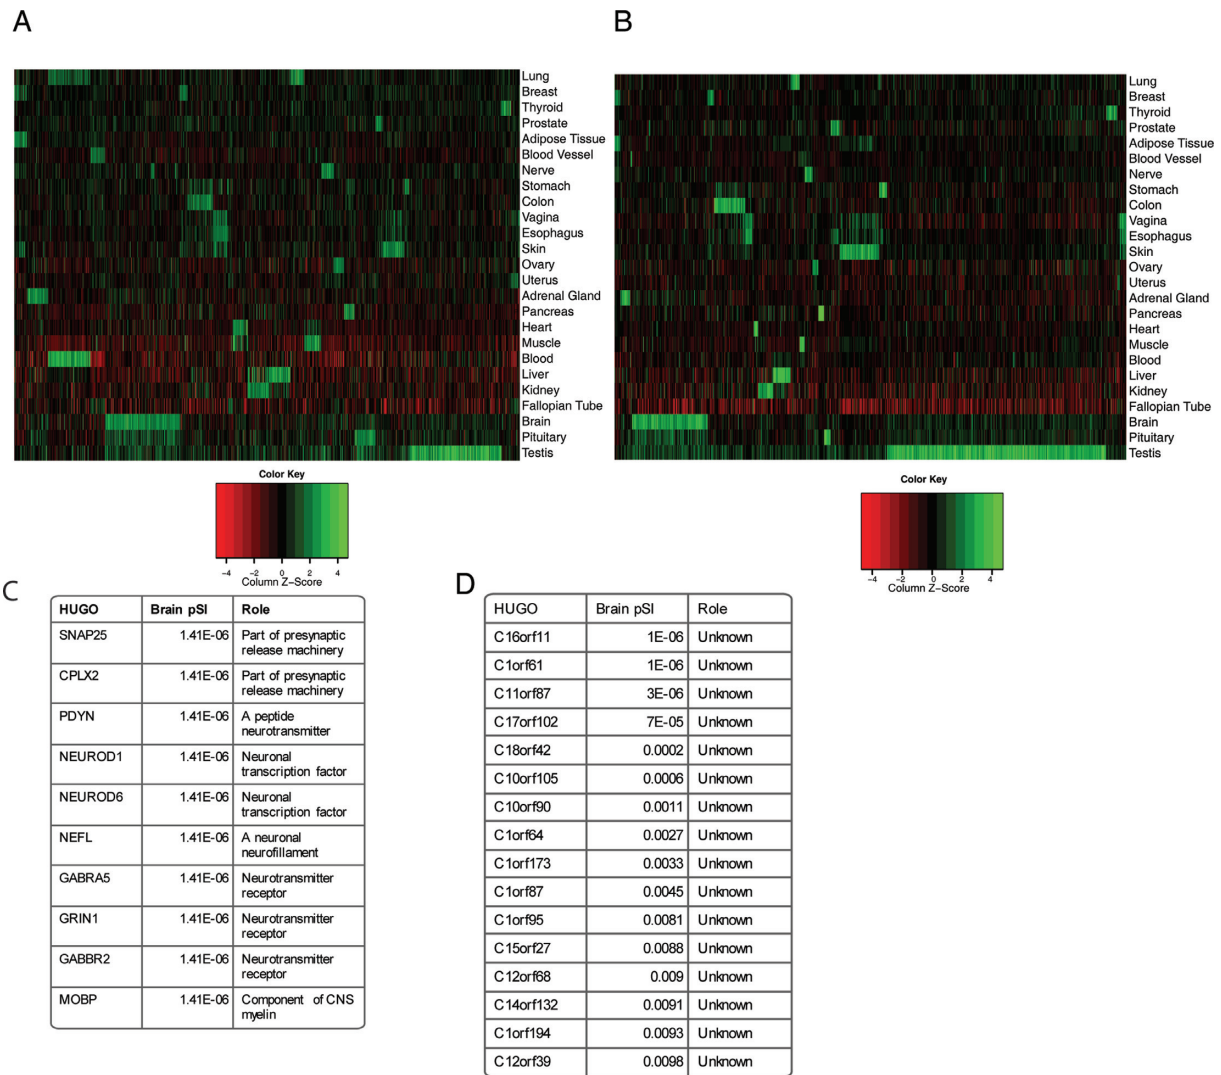 A
B
Lung
Breast
Thyroid
Prostate
Adipose Tissue
Blood Vessel
Nerve
Stomach
Colon
Vagina
Esophagus
Skin
Ovary
Uterus
Adrenal Gland
Pancreas
Heart
Muscle
Blood
Liver
Kidney
Fallopian Tube
Brain
Pituitary
Testis
Color Key
-4 -2 0 2 4
Column Z-Score
Lung
Breast
Thyroid
Prostate
Adipose Tissue
Blood Vessel
Nerve
Stomach
Colon
Vagina
Esophagus
Skin
Ovary
Uterus
Adrenal Gland
Pancreas
Heart
Muscle
Blood
Liver
Kidney
Fallopian Tube
Brain
Pituitary
Testis
Color Key
-4 -2 0 2 4
Column Z-Score
C
HUGO Brain pSI Role
SNAP25 1.41E-06 Part of presynaptic
release machinery
CPLX2 1.41E-06 Part of presynaptic
release machinery
PDYN 1.41E-06 A peptide
neurotransmitter
NEUROD1 1.41E-06 Neuronal
transcription factor
NEUROD6 1.41E-06 Neuronal
transcription factor
NEFL 1.41E-06 A neuronal
neurofillament
GABRA5 1.41E-06 Neurotransmitter
receptor
GRIN1 1.41E-06 Neurotransmitter
receptor
GABBR2 1.41E-06 Neurotransmitter
receptor
MOBP 1.41E-06 Component of CNS
myelin
D
HUGO Brain pSI Role
C16orf11 1E-06 Unknown
C1orf61 1E-06 Unknown
C11orf87 3E-06 Unknown
C17orf102 7E-05 Unknown
C18orf42 0.0002 Unknown
C10orf105 0.0006 Unknown
C10orf90 0.0011 Unknown
C1orf64 0.0027 Unknown
C1orf173 0.0033 Unknown
C1orf87 0.0045 Unknown
C1orf95 0.0081 Unknown
C15orf27 0.0088 Unknown
C12orf68 0.009 Unknown
C14orf132 0.0091 Unknown
C1orf194 0.0093 Unknown
C12orf39 0.0098 Unknown